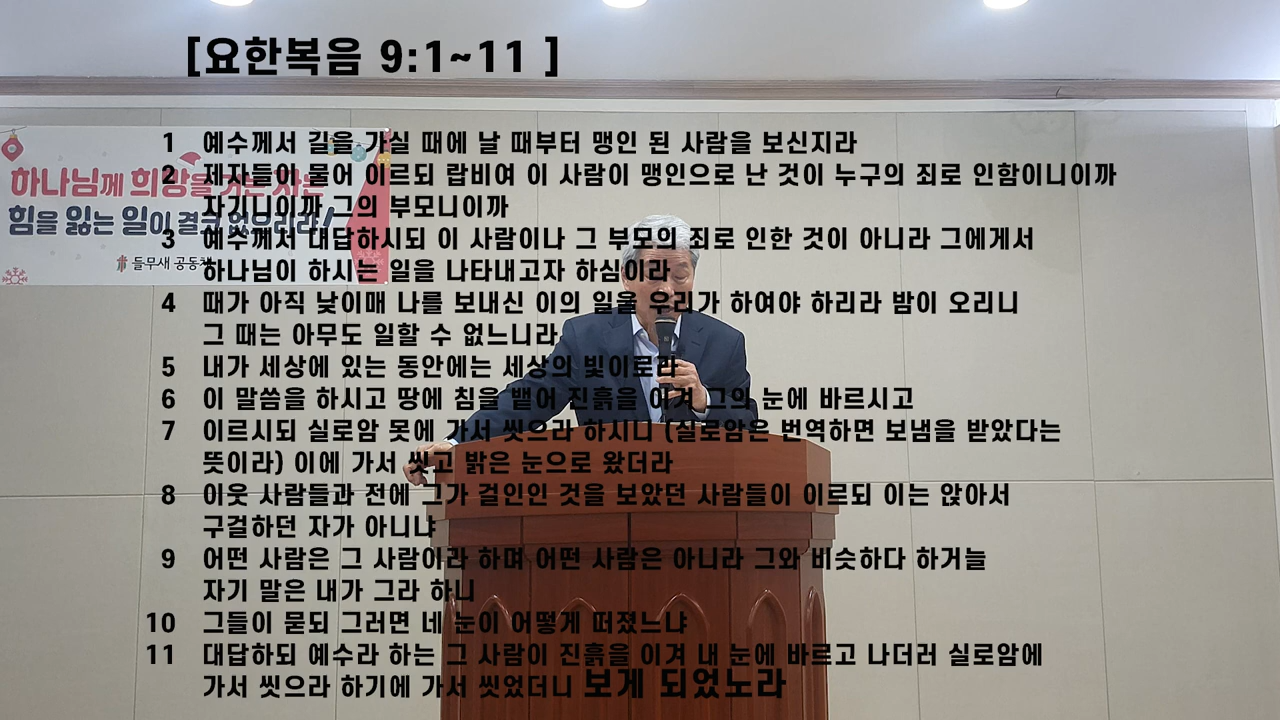 [요한복음 9:1~11 ]
하나님께 희망을 거는 자는
힘을 잃는 일이 결코 없으리라!
들무새 공동체
1 예수께서 길을 가실 때에 날 때부터 맹인 된 사람을 보신지라
2 제자들이 물어 이르되 랍비여 이 사람이 맹인으로 난 것이 누구의 죄로 인함이니이까
자기니이까 그의 부모니이까
3 예수께서 대답하시되 이 사람이나 그 부모의 죄로 인한 것이 아니라 그에게서
하나님이 하시는 일을 나타내고자 하심이라
4 때가 아직 낮이매 나를 보내신 이의 일을 우리가 하여야 하리라 밤이 오리니
그 때는 아무도 일할 수 없느니라
5 내가 세상에 있는 동안에는 세상의 빛이로라
6 이 말씀을 하시고 땅에 침을 뱉어 진흙을 이겨 그의 눈에 바르시고
7 이르시되 실로암 못에 가서 씻으라 하시니 (실로암은 번역하면 보냄을 받았다는
뜻이라) 이에 가서 씻고 밝은 눈으로 왔더라
8 이웃 사람들과 전에 그가 걸인인 것을 보았던 사람들이 이르되 이는 앉아서
구걸하던 자가 아니냐
9 어떤 사람은 그 사람이라 하며 어떤 사람은 아니라 그와 비슷하다 하거늘
자기 말은 내가 그라 하니
10 그들이 묻되 그러면 네 눈이 어떻게 떠졌느냐
11 대답하되 예수라 하는 그 사람이 진흙을 이겨 내 눈에 바르고 나더러 실로암에
가서 씻으라 하기에 가서 씻었더니 보게 되었노라